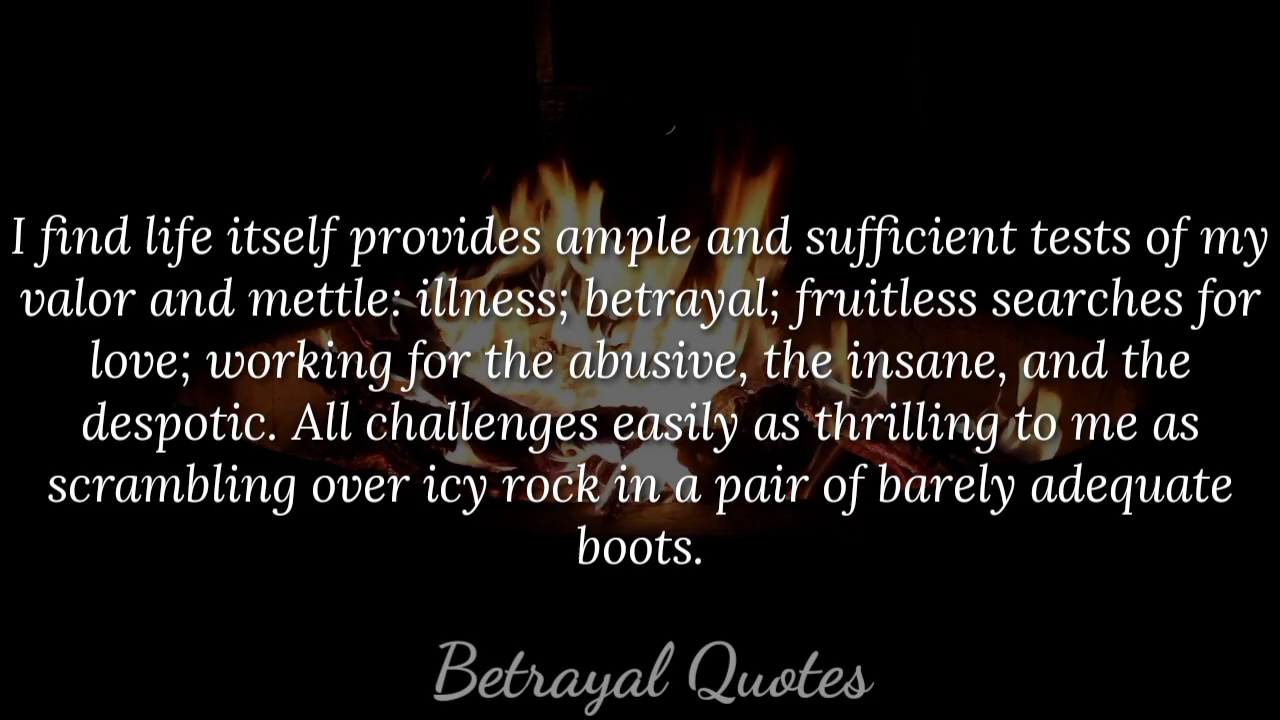 I find life itself provides ample and sufficient tests of my
valor and mettle: illness; betrayal; fruitless searches for
love; working for the abusive, the insane, and the
despotic. All challenges easily as thrilling to me as
scrambling over icy rock in a pair of barely adequate
boots.
Betrayal Quotes